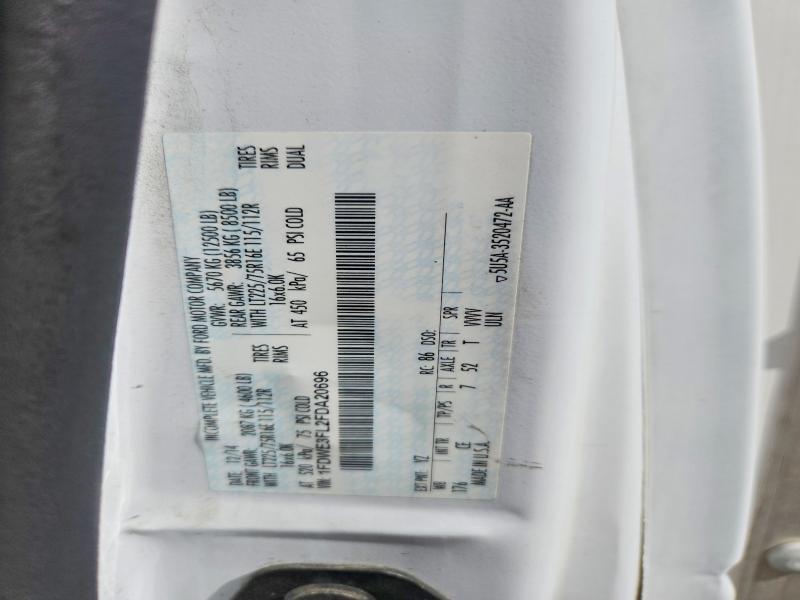 INCOMPLETE VEHICLE MFD. BY FORD MOTOR COMPANY
DATE: 12/14 GVWR: 5670 KG (12500 LB)
FRONT GAWR: 2087 KG (4600 LB) REAR GAWR: 3856 KG (8500 LB)
WITH LT225/75R16E 115/112R TIRES WITH LT225/75R16E 115/112R TIRES
16x6.0K RIMS 16x6.0K RIMS
AT 520 kPa/ 75 PSI COLD AT 450 kPa/ 65 PSI COLD DUAL
VIN: 1FDWE3FL2FDA20696
EXT PNT: YZ RC: 86 DSO:
WB INT TR TP/PS R AXLE TR SPR
176 CE 7 52 T VVVV
MADE IN U.S.A. ULN
▽5U5A-3520472-AA